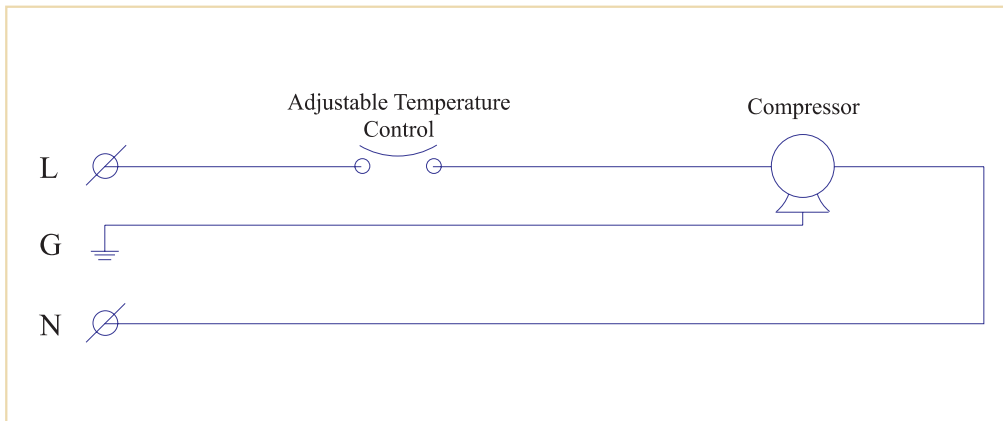 Adjustable Temperature
Control
Compressor
L
G
N